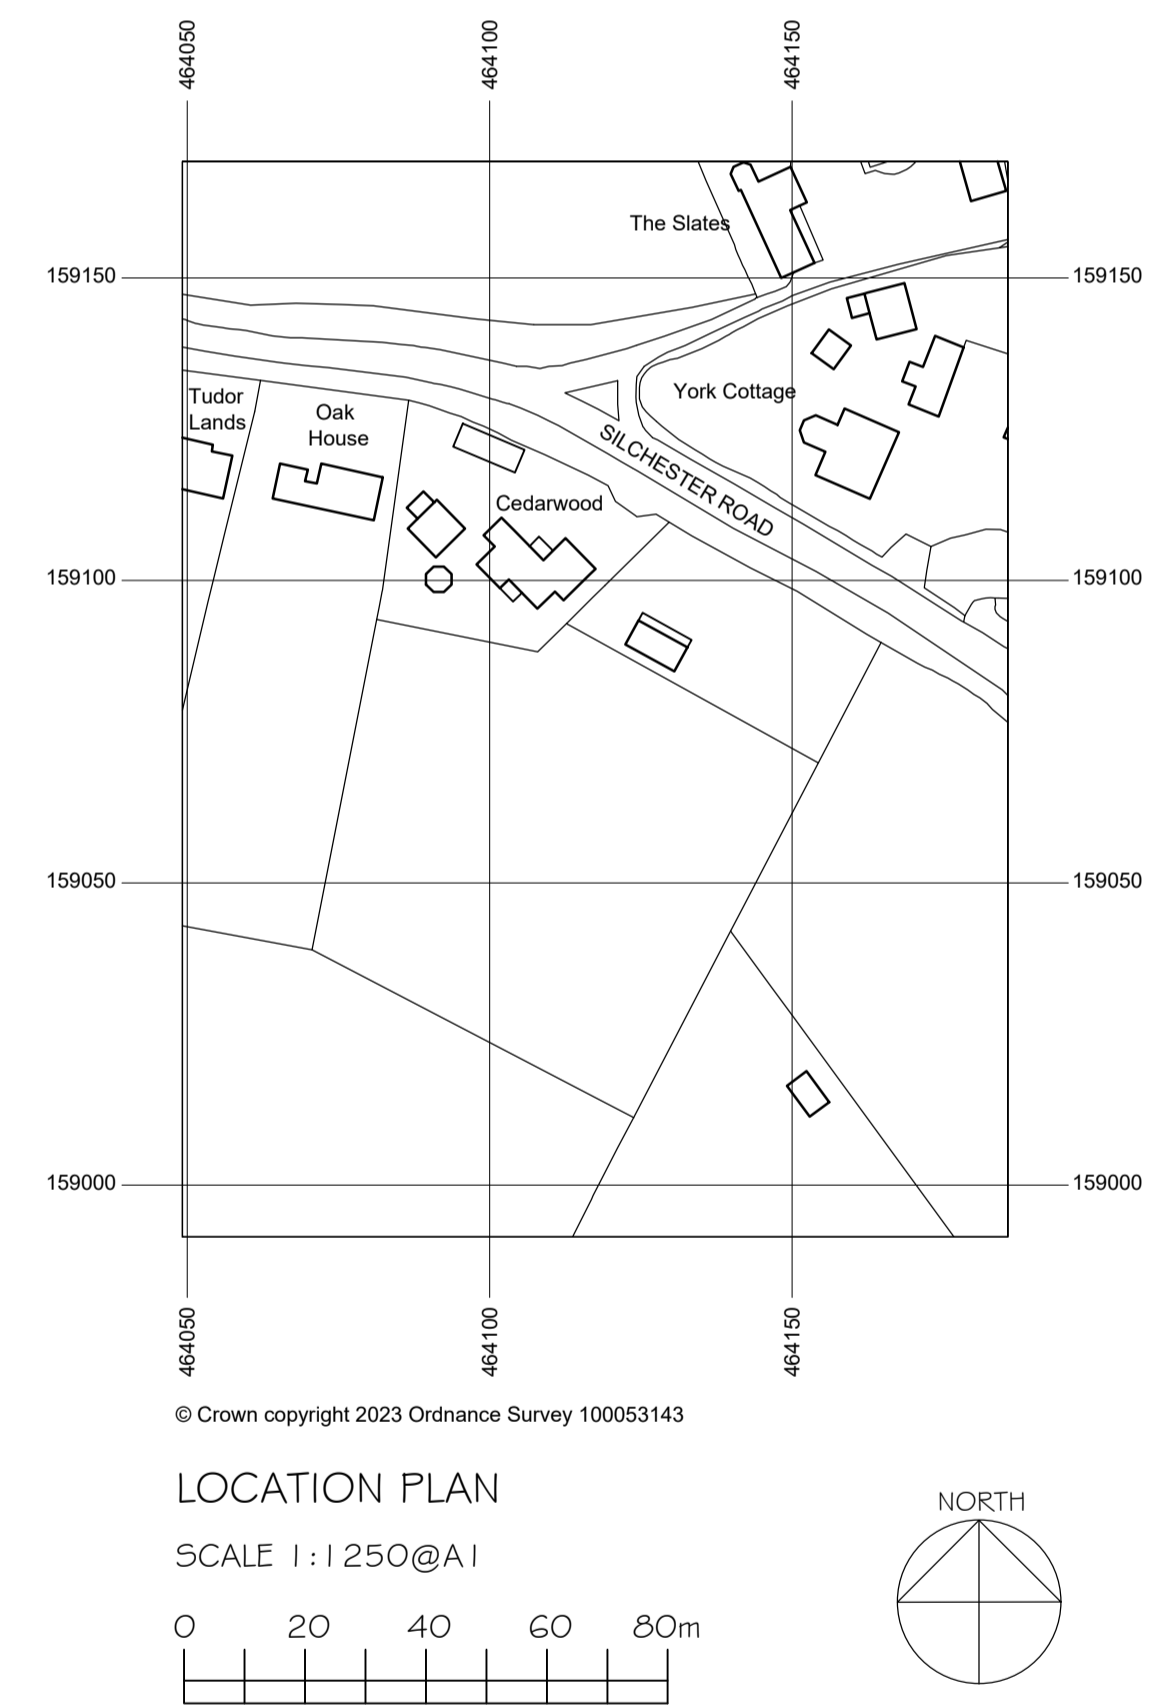 464050
464100
464150
The Slates
159150
159150
Tudor
Lands
Oak
House
York Cottage
SILCHESTER ROAD
Cedarwood
159100
159100
159050
159050
159000
159000
464050
464100
464150
© Crown copyright 2023 Ordnance Survey 100053143
LOCATION PLAN
SCALE 1:1250@A1
NORTH
0 20 40 60 80m